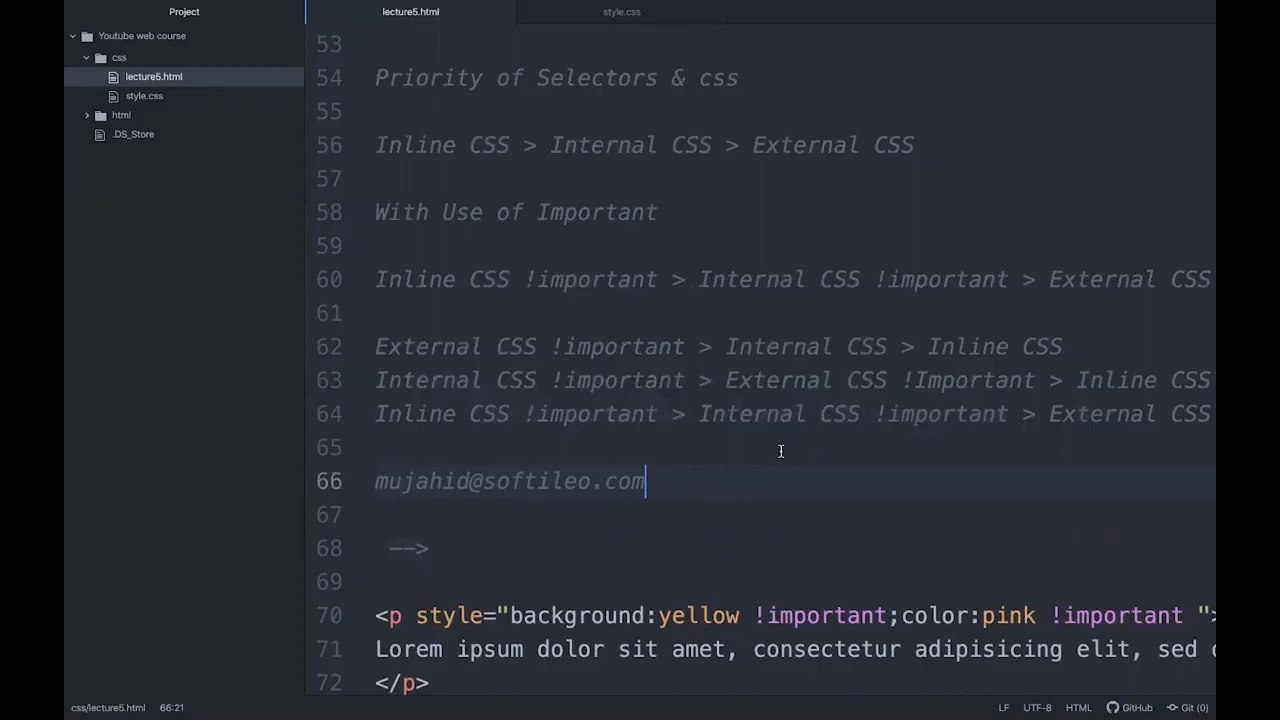 Project
lecture5.html
style.css
Youtube web course
css
lecture5.html
style.css
html
.DS_Store
53
54 Priority of Selectors & css
55
56 Inline CSS > Internal CSS > External CSS
57
58 With Use of Important
59
60 Inline CSS !important > Internal CSS !important > External CSS
61
62 External CSS !important > Internal CSS > Inline CSS
63 Internal CSS !important > External CSS !Important > Inline CSS
64 Inline CSS !important > Internal CSS !important > External CSS
65
66 mujahid@softileo.com
67
68 -->
69
70 <p style="background:yellow !important;color:pink !important ">
71 Lorem ipsum dolor sit amet, consectetur adipisicing elit, sed
72 </p>
css/lecture5.html 66:21 LF UTF-8 HTML GitHub Git (0)